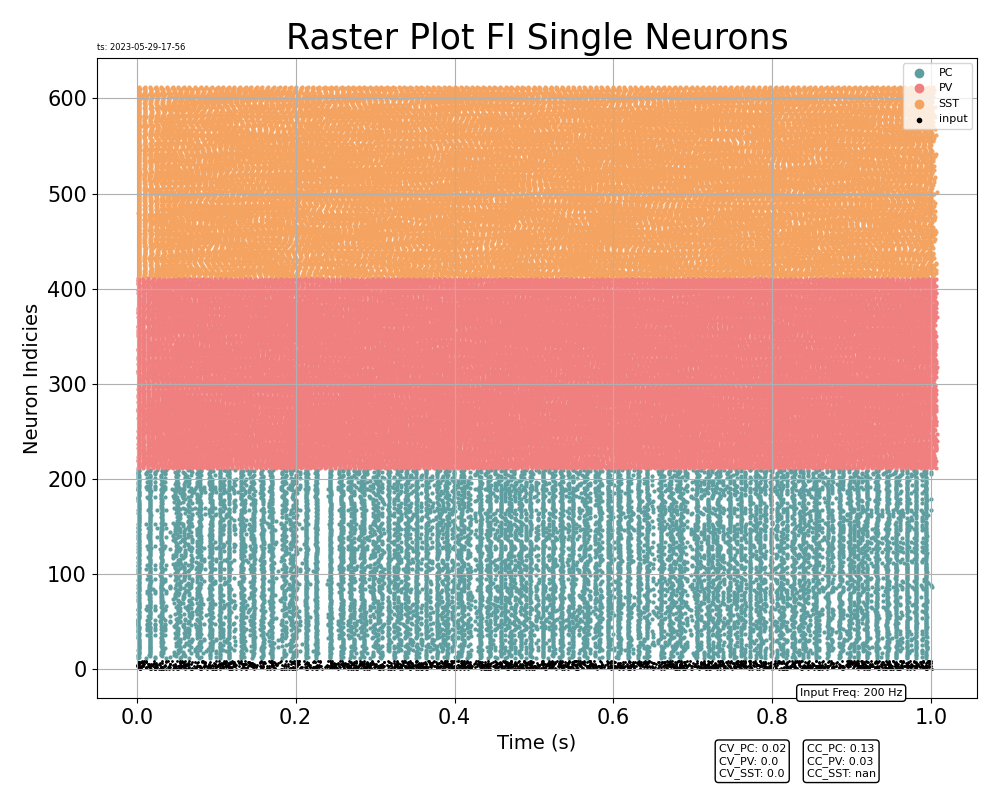 Raster Plot FI Single Neurons
ts: 2023-05-29-17-56
PC
PV
SST
input
600
500
400
300
200
100
0
Neuron Indicies
Input Freq: 200 Hz
0.0 0.2 0.4 0.6 0.8 1.0
Time (s)
CV_PC: 0.02
CV_PV: 0.0
CV_SST: 0.0
CC_PC: 0.13
CC_PV: 0.03
CC_SST: nan